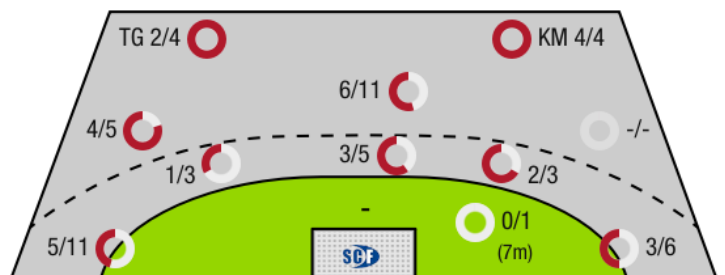 TG 2/4
KM 4/4
6/11
4/5
-/-
1/3
3/5
2/3
-
0/1
(7m)
5/11
SCF
3/6